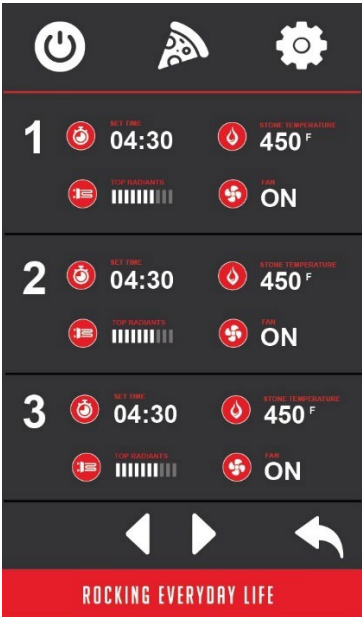 1
SET TIME
04:30
STONE TEMPERATURE
450 F
TOP RADIANTS
FAN
ON
2
SET TIME
04:30
STONE TEMPERATURE
450 F
TOP RADIANTS
FAN
ON
3
SET TIME
04:30
STONE TEMPERATURE
450 F
TOP RADIANTS
FAN
ON
ROCKING EVERYDAY LIFE